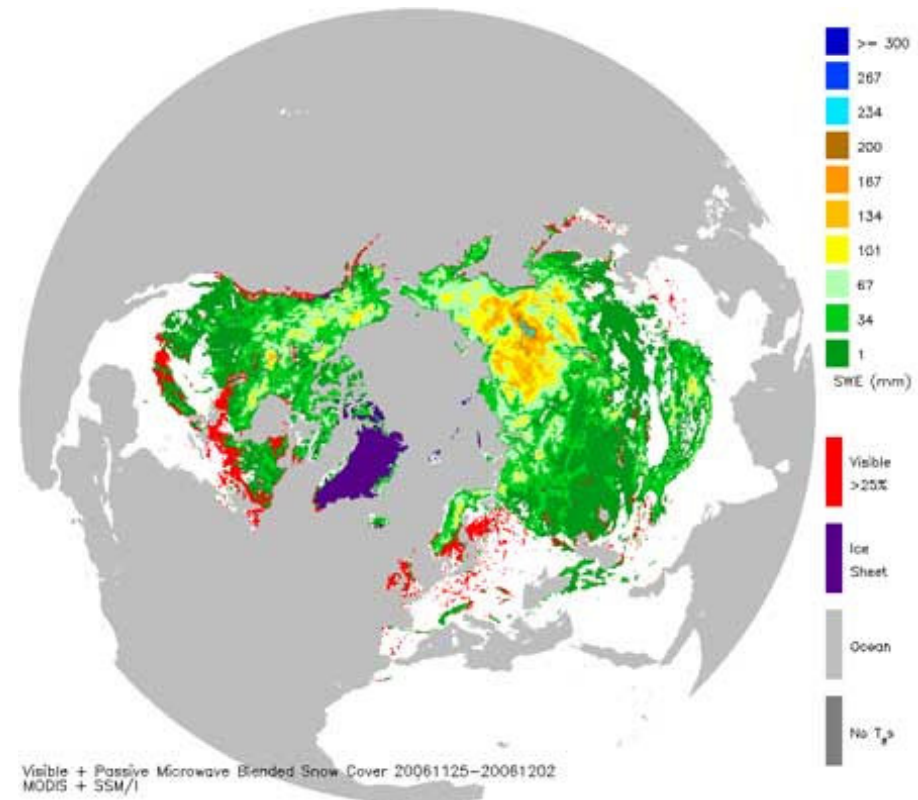 >= 300
267
234
200
167
134
101
67
34
1
SWE (mm)
Visible
>25%
Ice
Sheet
Ocean
No TBs
Visible + Passive Microwave Blended Snow Cover 20061125-20061202
MODIS + SSM/I